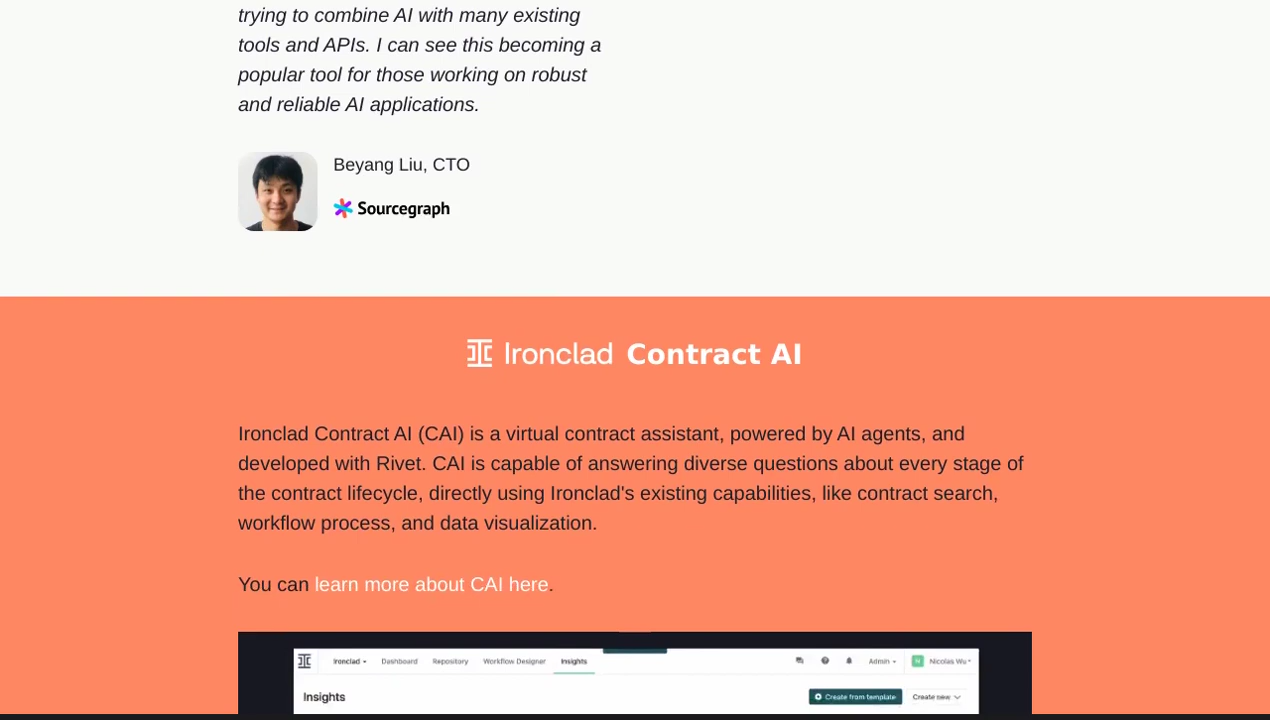 trying to combine AI with many existing
tools and APIs. I can see this becoming a
popular tool for those working on robust
and reliable AI applications.
Beyang Liu, CTO
Sourcegraph
Ironclad Contract AI
Ironclad Contract AI (CAI) is a virtual contract assistant, powered by AI agents, and
developed with Rivet. CAI is capable of answering diverse questions about every stage of
the contract lifecycle, directly using Ironclad's existing capabilities, like contract search,
workflow process, and data visualization.
You can learn more about CAI here.
Ironclad Dashboard Repository Workflow Designer Insights Admin N Nicolas Wu
Insights Create from template Create new